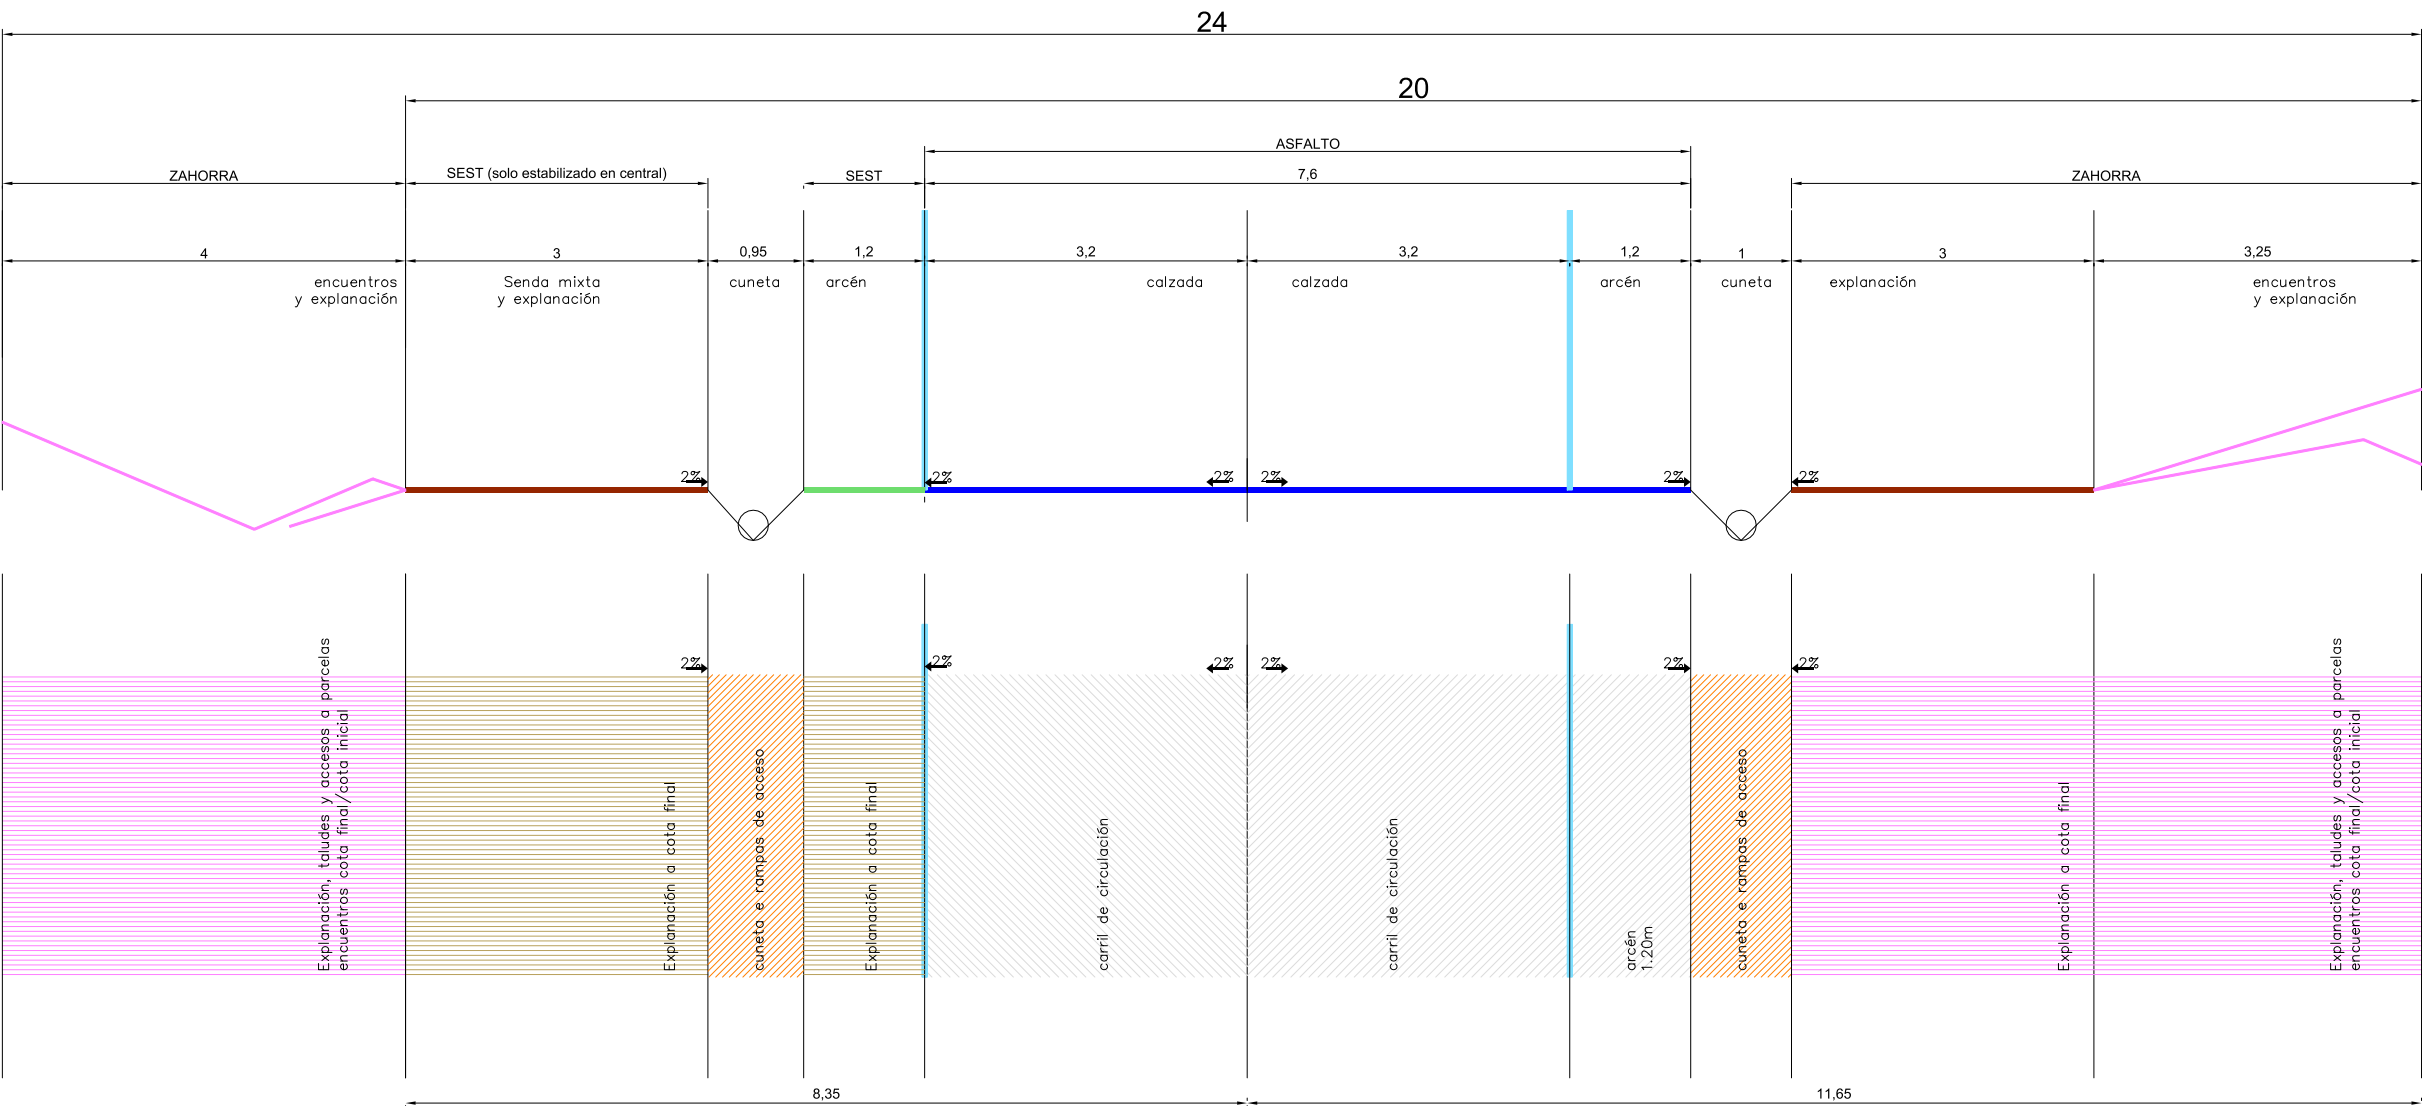 24
20
ASFALTO
ZAHORRA
SEST (solo estabilizado en central)
SEST
7,6
ZAHORRA
4
3
0,95
1,2
3,2
3,2
1,2
1
3
3,25
encuentros
y explanación
Senda mixta
y explanación
cuneta
arcén
calzada
calzada
arcén
cuneta
explanación
encuentros
y explanación
2%
2%
2%
2%
2%
2%
2%
2%
2%
2%
2%
2%
Explanación, taludes y accesos a parcelas
encuentros cota final/cota inicial
Explanación a cota final
cuneta e rampas de acceso
Explanación a cota final
carril de circulación
carril de circulación
arcén
1.20m
cuneta e rampas de acceso
Explanación a cota final
Explanación, taludes y accesos a parcelas
encuentros cota final/cota inicial
8,35
11,65